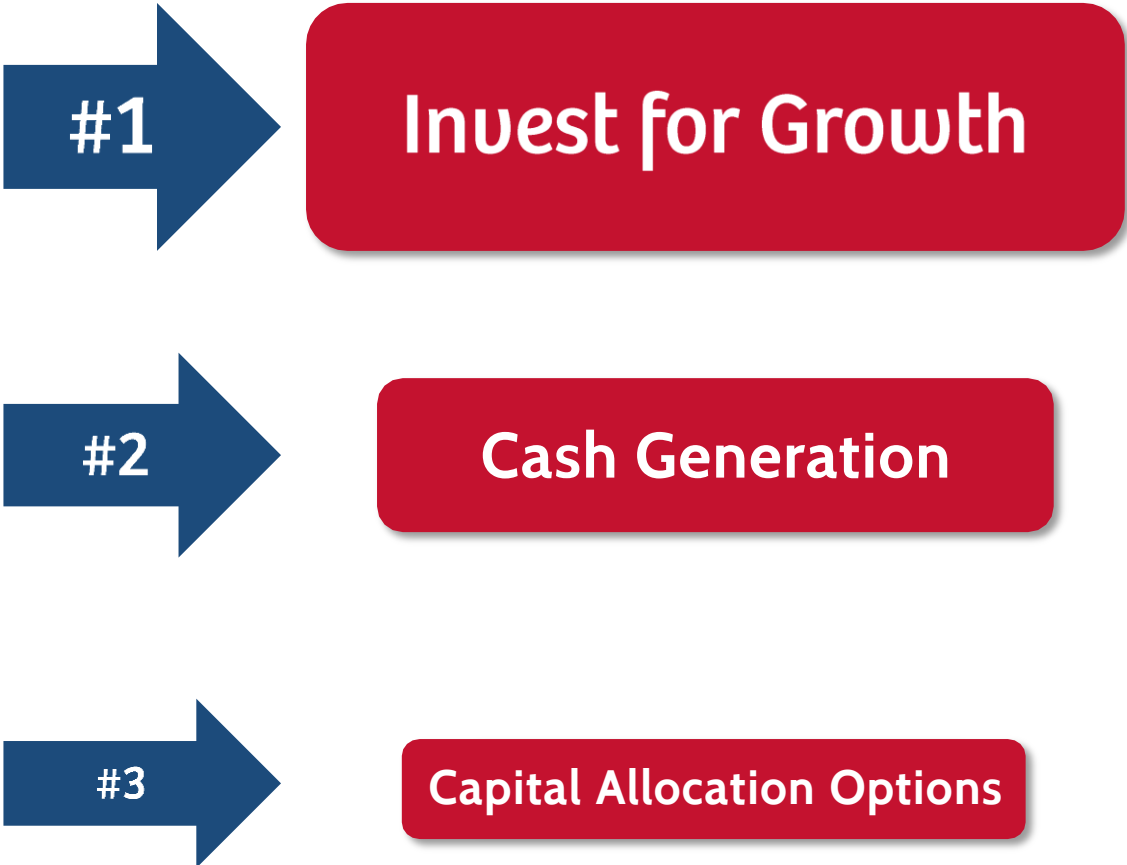 #1
Invest for Growth
#2
Cash Generation
#3
Capital Allocation Options